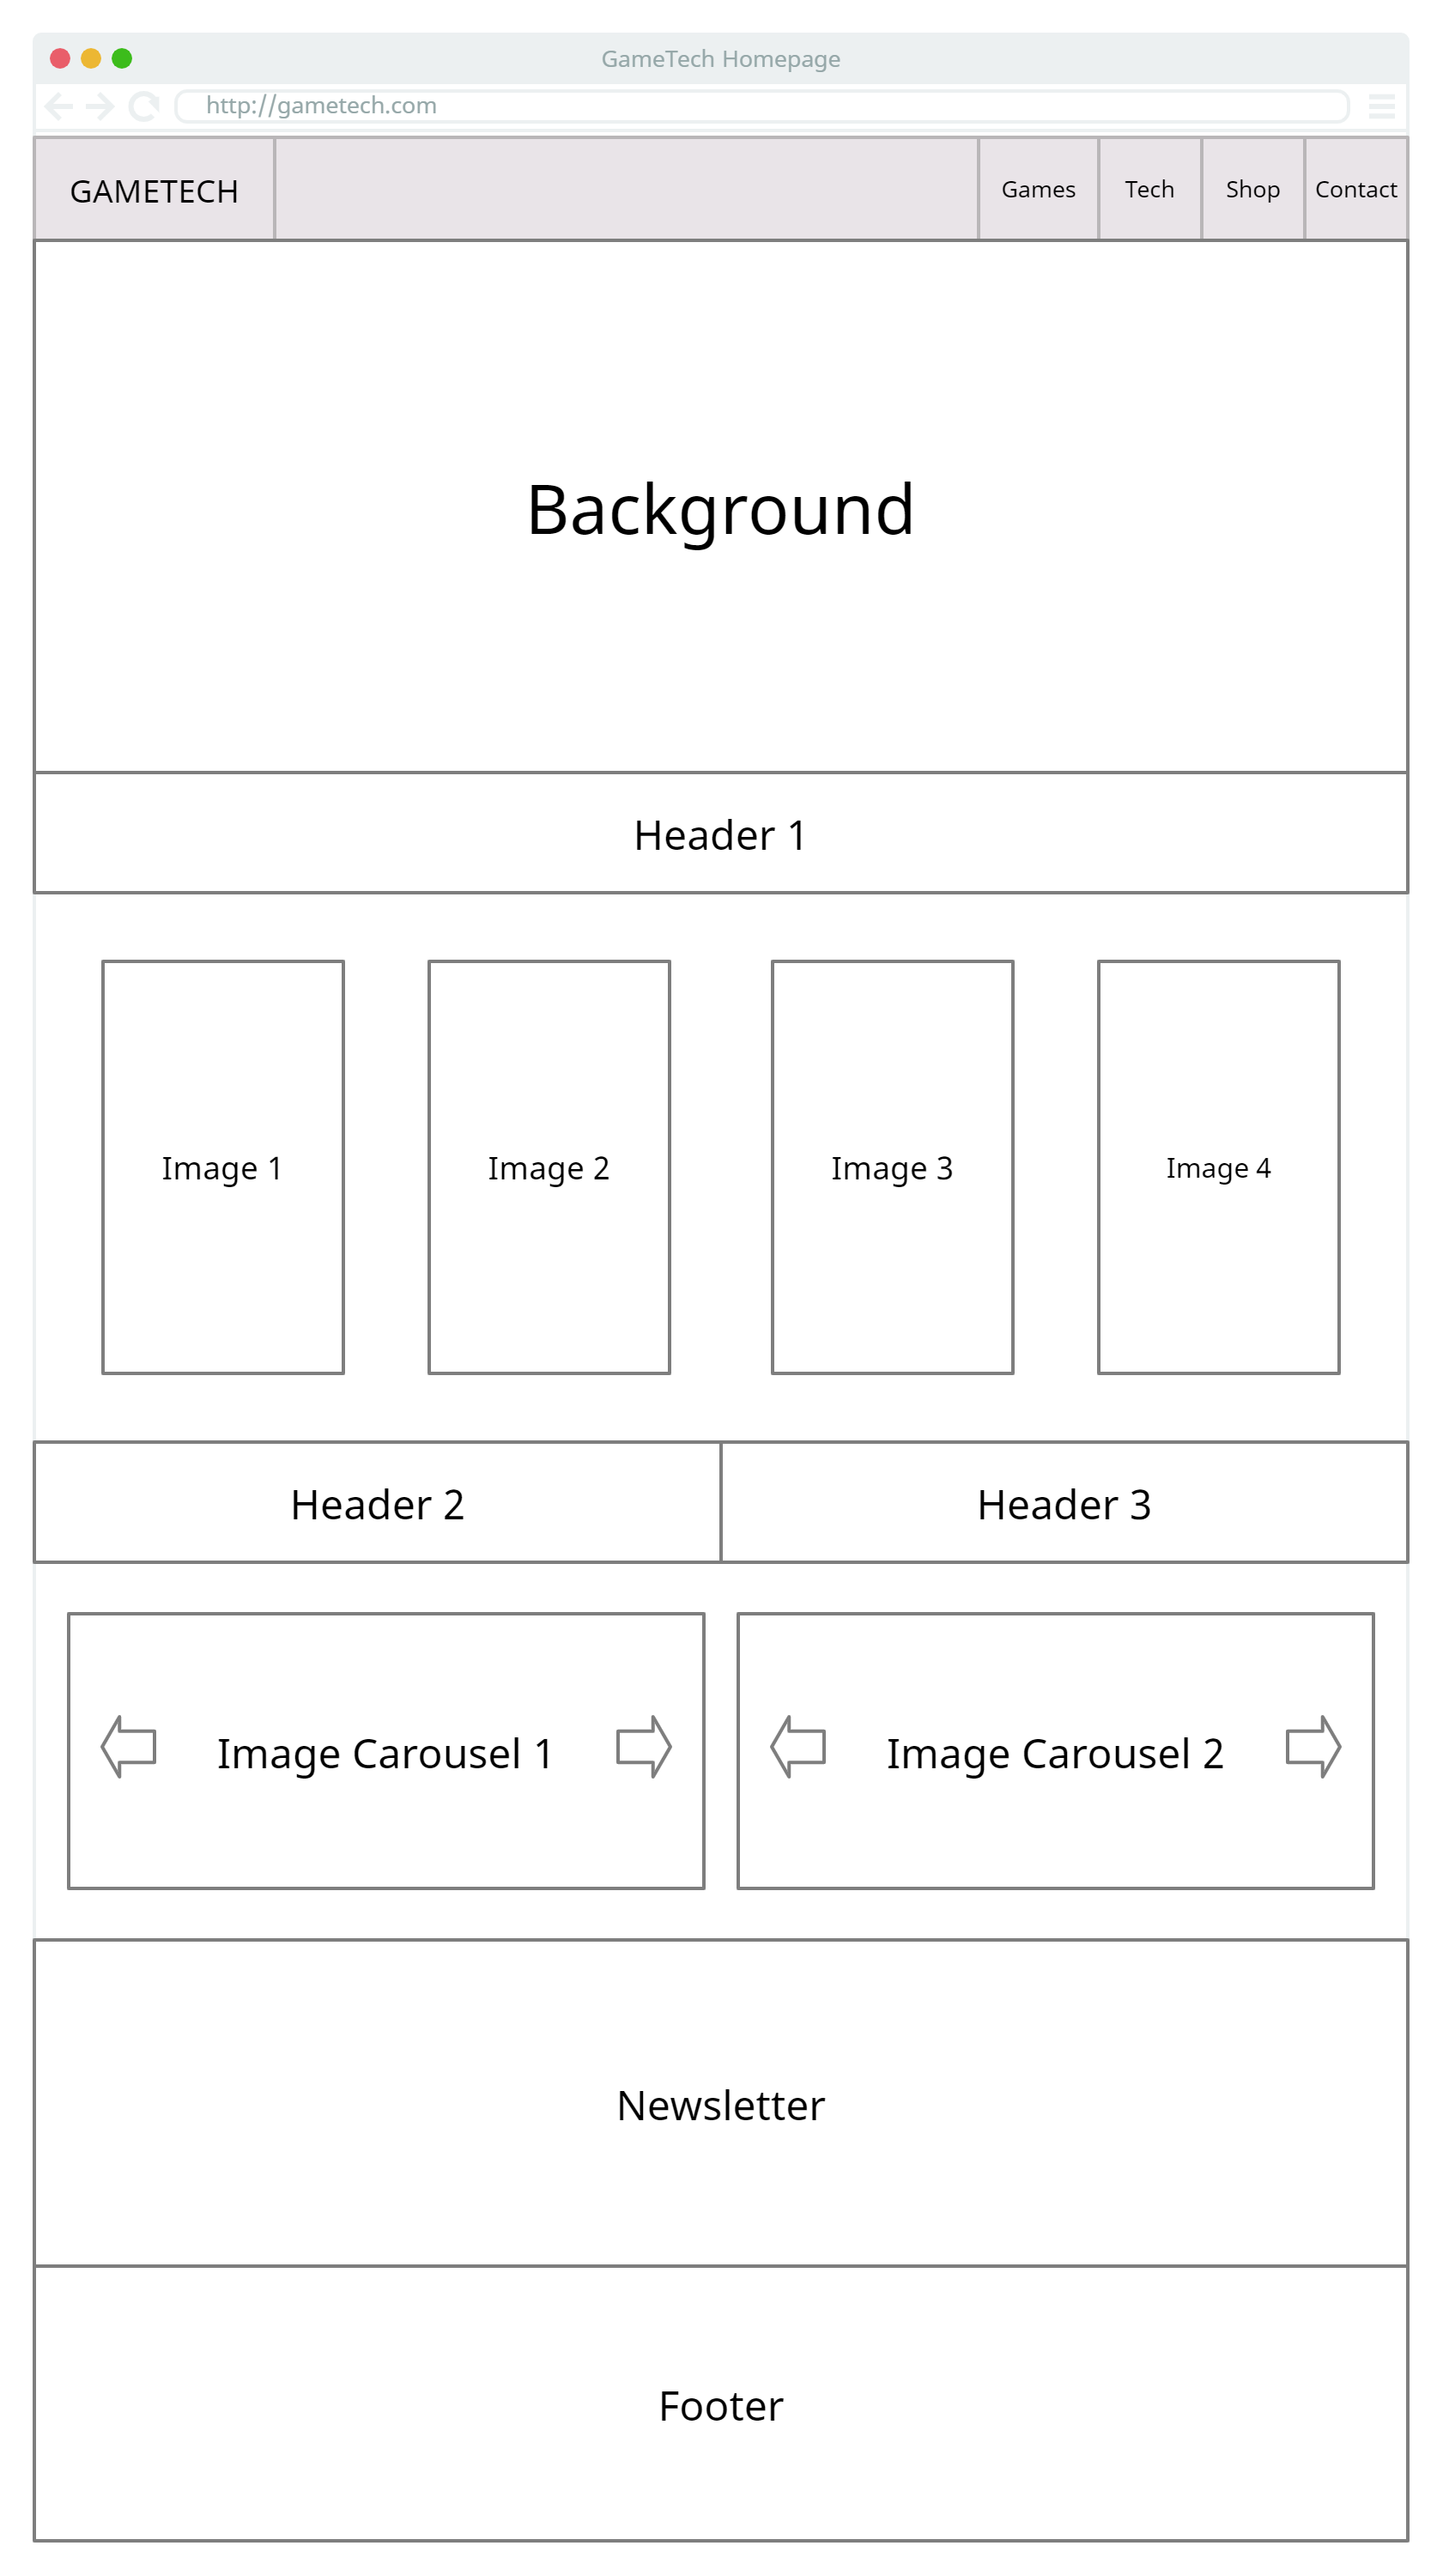 GameTech Homepage
http://gametech.com
GAMETECH
Games
Tech
Shop
Contact
Background
Header 1
Image 1
Image 2
Image 3
Image 4
Header 2
Header 3
Image Carousel 1
Image Carousel 2
Newsletter
Footer